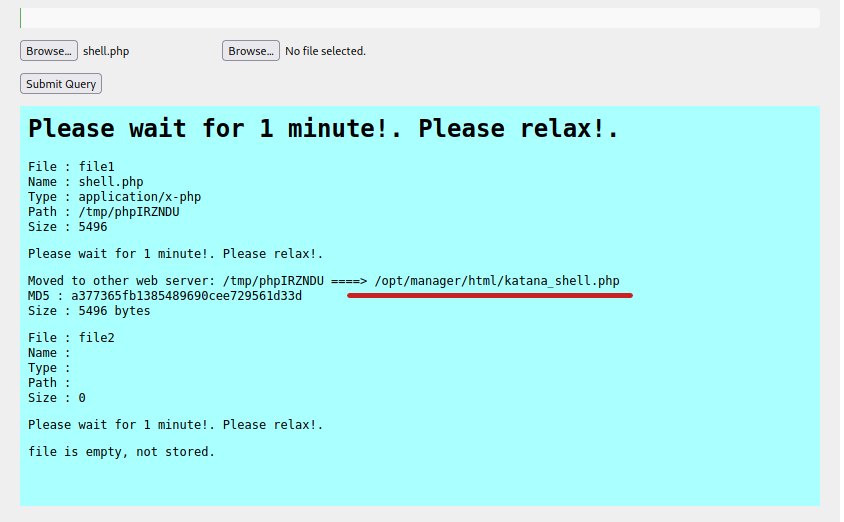 Browse... shell.php Browse... No file selected.
Submit Query
Please wait for 1 minute!. Please relax!.
File : file1
Name : shell.php
Type : application/x-php
Path : /tmp/phpIRZNDU
Size : 5496
Please wait for 1 minute!. Please relax!.
Moved to other web server: /tmp/phpIRZNDU ====> /opt/manager/html/katana_shell.php
MD5 : a377365fb1385489690cee729561d33d
Size : 5496 bytes
File : file2
Name :
Type :
Path :
Size : 0
Please wait for 1 minute!. Please relax!.
file is empty, not stored.